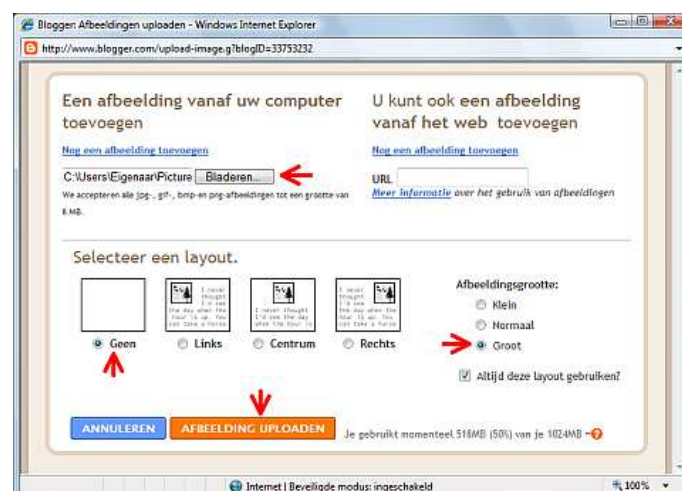 Blogger: Afbeeldingen uploaden - Windows Internet Explorer
http://www.blogger.com/upload-image.g?blogID=33753232
Een afbeelding vanaf uw computer
toevoegen
Nog een afbeelding toevoegen
C:\Users\Eigenaar\Picture Bladeren...
We accepteren alle jpg-, gif-, bmp-en png-afbeeldingen tot een grootte van
8 MB.
U kunt ook een afbeelding
vanaf het web toevoegen
Nog een afbeelding toevoegen
URL
Meer informatie over het gebruik van afbeeldingen
Selecteer een layout.
Geen Links Centrum Rechts
Afbeeldingsgrootte:
Klein
Normaal
Groot
Altijd deze layout gebruiken?
ANNULEREN AFBEELDING UPLOADEN Je gebruikt momenteel 518MB (50%) van je 1024MB -?
Internet | Beveiligde modus: ingeschakeld 100%